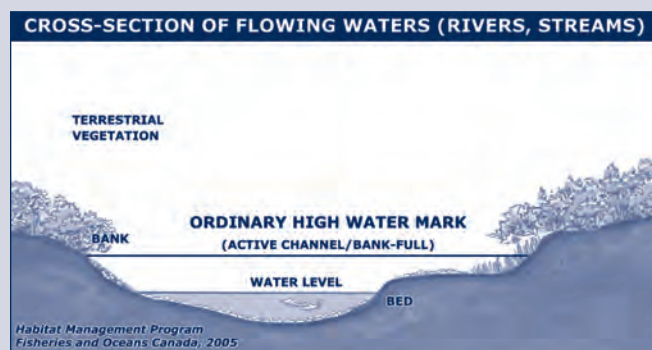 CROSS-SECTION OF FLOWING WATERS (RIVERS, STREAMS)
TERRESTRIAL
VEGETATION
ORDINARY HIGH WATER MARK
BANK
(ACTIVE CHANNEL/BANK-FULL)
WATER LEVEL
BED
Habitat Management Program
Fisheries and Oceans Canada, 2005